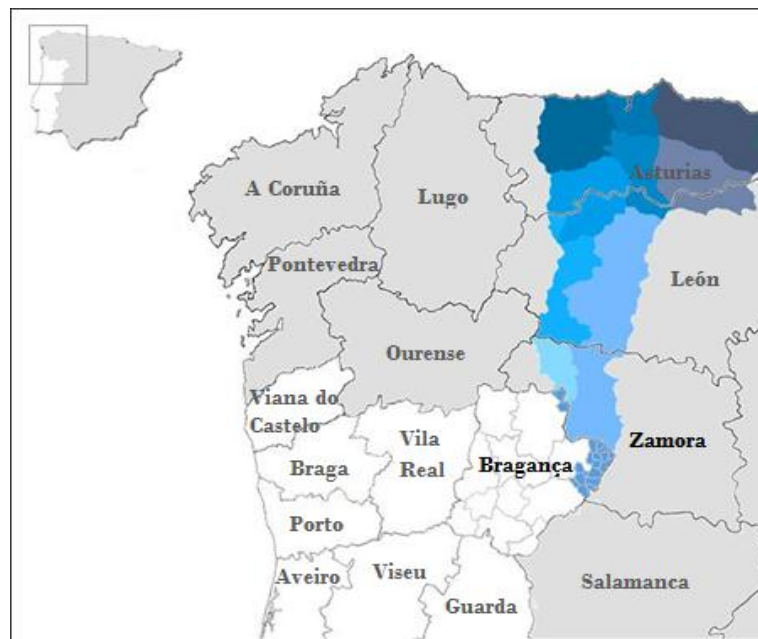 Asturias
A Coruña
Lugo
Pontevedra
León
Ourense
Viana do
Castelo
Vila
Real
Zamora
Braga
Bragança
Porto
Aveiro
Viseu
Salamanca
Guarda